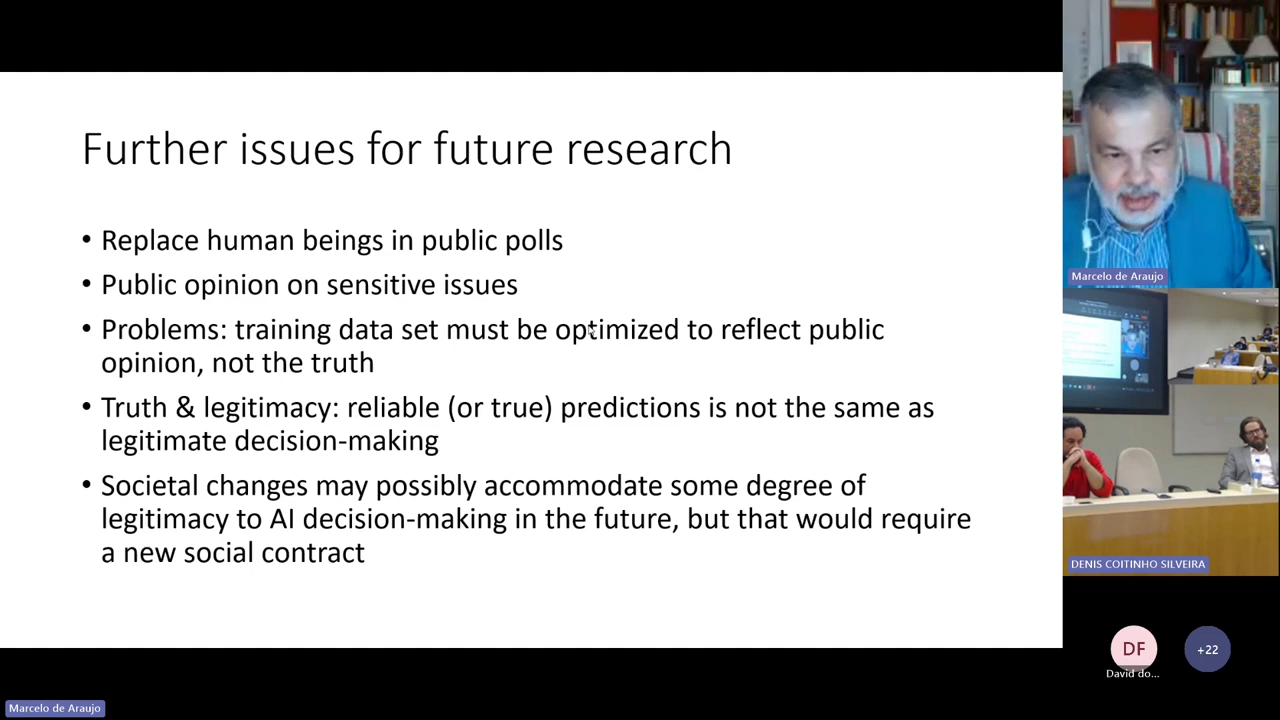 Further issues for future research
• Replace human beings in public polls
• Public opinion on sensitive issues
• Problems: training data set must be optimized to reflect public
opinion, not the truth
• Truth & legitimacy: reliable (or true) predictions is not the same as
legitimate decision-making
• Societal changes may possibly accommodate some degree of
legitimacy to AI decision-making in the future, but that would require
a new social contract
Marcelo de Araujo
DENIS COITINHO SILVEIRA
DF
David do...
+22
Marcelo de Araujo